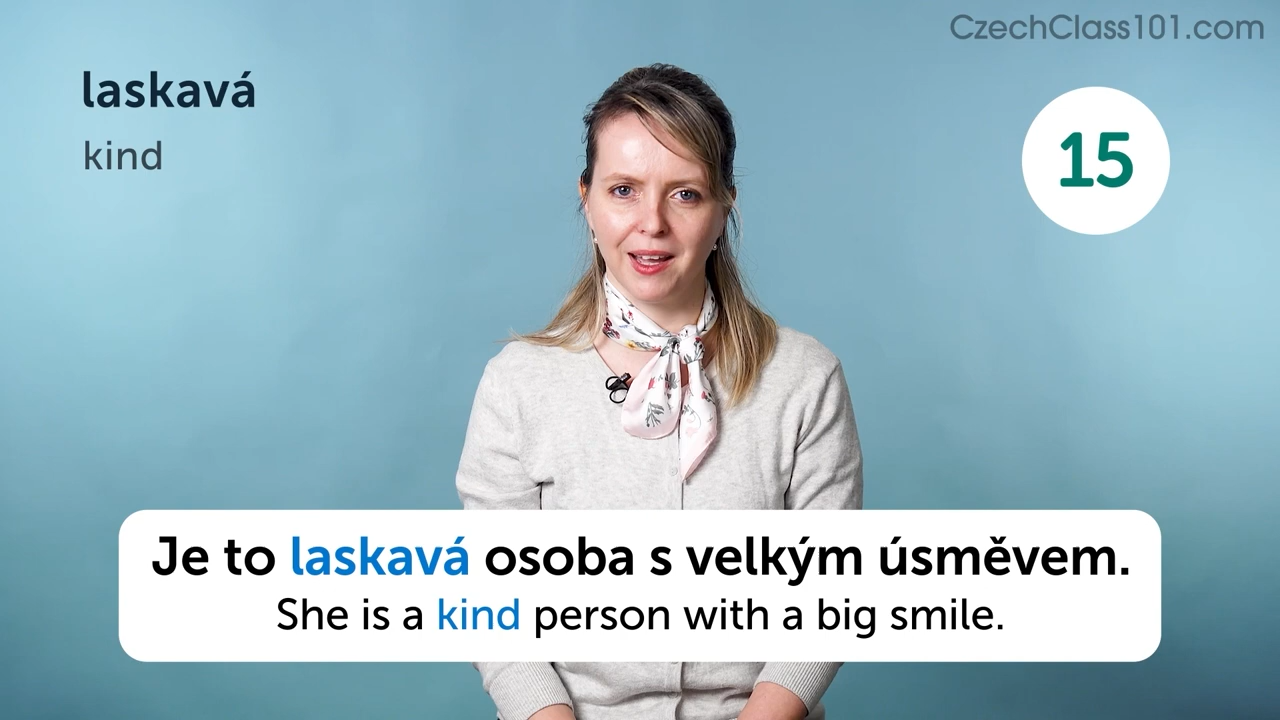 CzechClass101.com
laskavá
kind
15
Je to laskavá osoba s velkým úsměvem.
She is a kind person with a big smile.